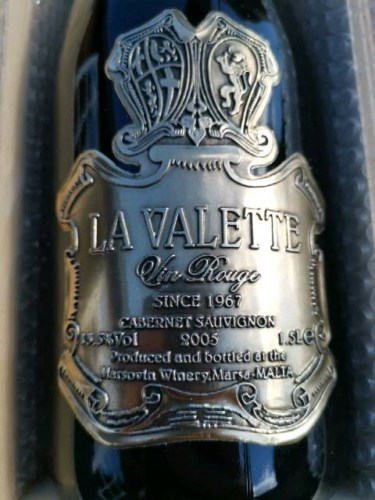 LA VALETTE
Vin Rouge
SINCE 1967
CABERNET SAUVIGNON
2005 1.5L℮
Produced and bottled at the
Marsovin Winery, Marsa-MALTA